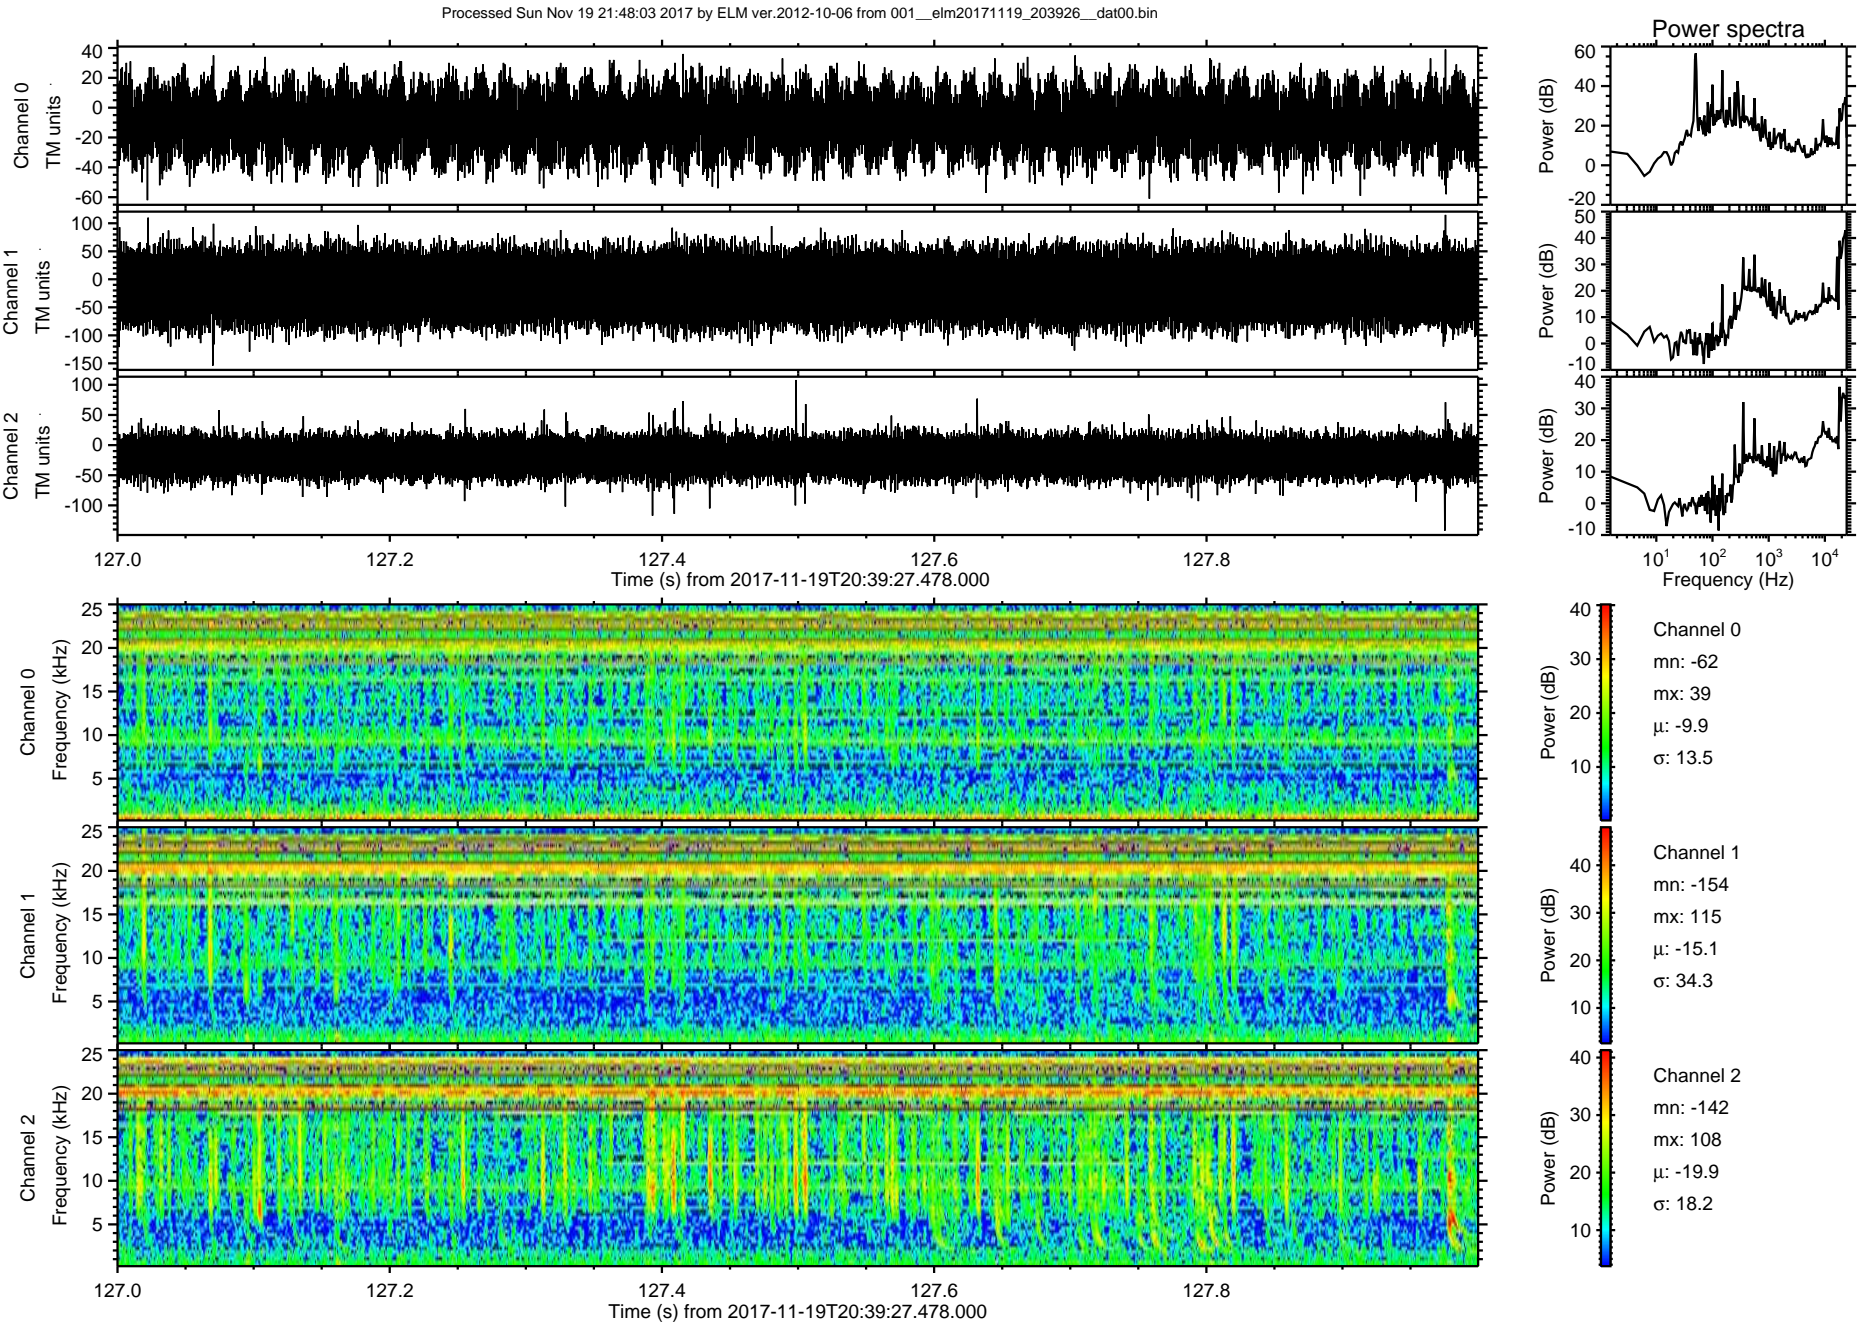 Processed Sun Nov 19 21:48:03 2017 by ELM ver.2012-10-06 from 001__elm20171119_203926__dat00.bin
Power spectra
Channel 0
TM units
40
20
0
-20
-40
-60
Power (dB)
60
40
20
0
-20
Channel 1
TM units
100
50
0
-50
-100
-150
Power (dB)
50
40
30
20
10
0
-10
Channel 2
TM units
100
50
0
-50
-100
Power (dB)
40
30
20
10
0
-10
127.0 127.2 127.4 127.6 127.8
Time (s) from 2017-11-19T20:39:27.478.000
10^1 10^2 10^3 10^4
Frequency (Hz)
Channel 0
Frequency (kHz)
25
20
15
10
5
Power (dB)
40
30
20
10
Channel 0
mn: -62
mx: 39
μ: -9.9
σ: 13.5
Channel 1
Frequency (kHz)
25
20
15
10
5
Power (dB)
40
30
20
10
Channel 1
mn: -154
mx: 115
μ: -15.1
σ: 34.3
Channel 2
Frequency (kHz)
25
20
15
10
5
Power (dB)
40
30
20
10
Channel 2
mn: -142
mx: 108
μ: -19.9
σ: 18.2
127.0 127.2 127.4 127.6 127.8
Time (s) from 2017-11-19T20:39:27.478.000